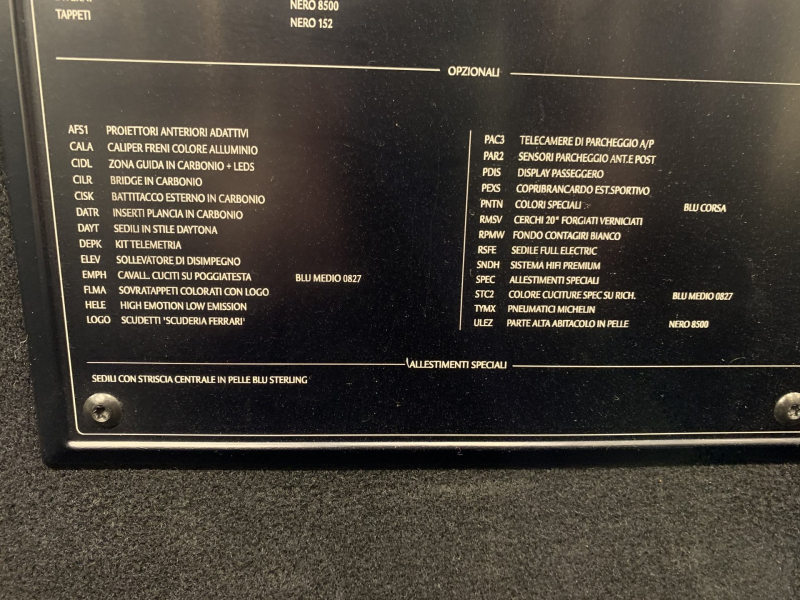 NERO 8500
TAPPETI NERO 152
OPZIONALI
AFS1 PROIETTORI ANTERIORI ADATTIVI
CALA CALIPER FRENI COLORE ALLUMINIO
CIDL ZONA GUIDA IN CARBONIO + LEDS
CILR BRIDGE IN CARBONIO
CISK BATTITACCO ESTERNO IN CARBONIO
DATR INSERTI PLANCIA IN CARBONIO
DAYT SEDILI IN STILE DAYTONA
DEPK KIT TELEMETRIA
ELEV SOLLEVATORE DI DISIMPEGNO
EMPH CAVALL. CUCITI SU POGGIATESTA BLU MEDIO 0827
FLMA SOVRATAPPETI COLORATI CON LOGO
HELE HIGH EMOTION LOW EMISSION
LOGO SCUDETTI 'SCUDERIA FERRARI'
PAC3 TELECAMERE DI PARCHEGGIO A/P
PAR2 SENSORI PARCHEGGIO ANT.E POST
PDIS DISPLAY PASSEGGERO
PEXS COPRIBRANCARDO EST.SPORTIVO
PNTN COLORI SPECIALI BLU CORSA
RMSV CERCHI 20" FORGIATI VERNICIATI
RPMW FONDO CONTAGIRI BIANCO
RSFE SEDILE FULL ELECTRIC
SNDH SISTEMA HIFI PREMIUM
SPEC ALLESTIMENTI SPECIALI
STC2 COLORE CUCITURE SPEC SU RICH. BLU MEDIO 0827
TYMX PNEUMATICI MICHELIN
ULEZ PARTE ALTA ABITACOLO IN PELLE NERO 8500
ALLESTIMENTI SPECIALI
SEDILI CON STRISCIA CENTRALE IN PELLE BLU STERLING